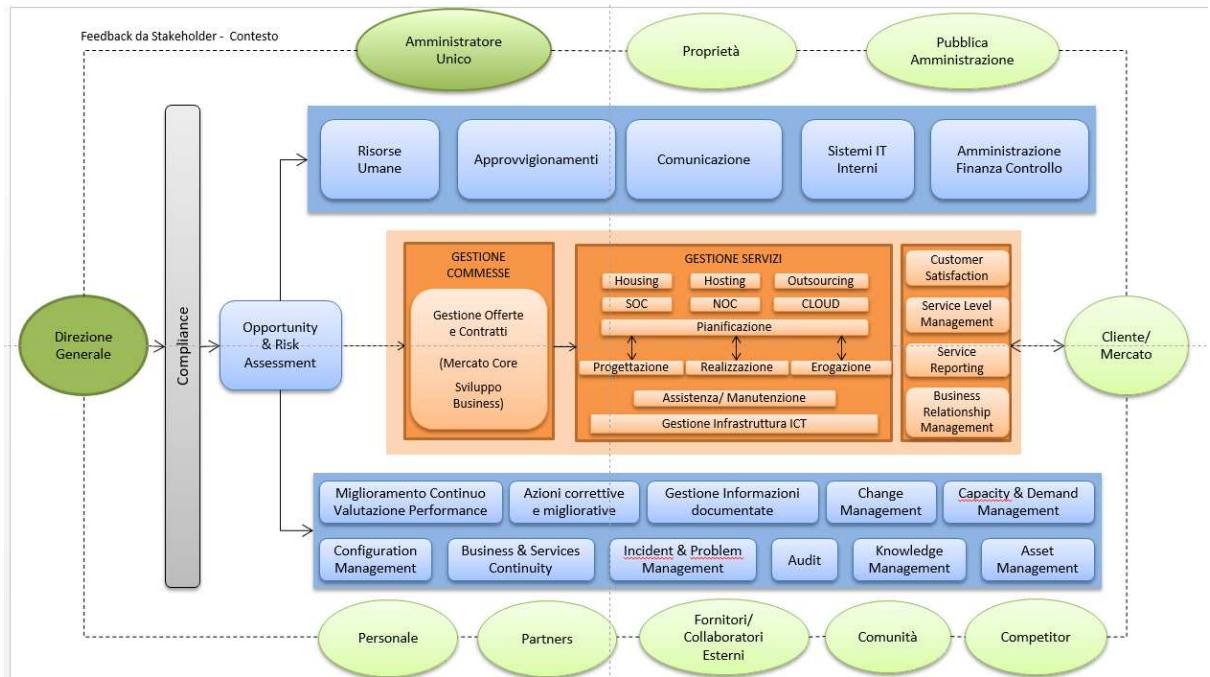 Feedback da Stakeholder - Contesto
Amministratore
Unico
Proprietà
Pubblica
Amministrazione
Risorse
Umane
Approvvigionamenti
Comunicazione
Sistemi IT
Interni
Amministrazione
Finanza Controllo
Direzione
Generale
Compliance
Opportunity
& Risk
Assessment
GESTIONE
COMMESSE
Gestione Offerte
e Contratti
(Mercato Core
Sviluppo
Business)
GESTIONE SERVIZI
Housing
Hosting
Outsourcing
SOC
NOC
CLOUD
Pianificazione
Progettazione
Realizzazione
Erogazione
Assistenza/ Manutenzione
Gestione Infrastruttura ICT
Customer
Satisfaction
Service Level
Management
Service
Reporting
Business
Relationship
Management
Cliente/
Mercato
Miglioramento Continuo
Valutazione Performance
Azioni correttive
e migliorative
Gestione Informazioni
documentate
Change
Management
Capacity & Demand
Management
Configuration
Management
Business & Services
Continuity
Incident & Problem
Management
Audit
Knowledge
Management
Asset
Management
Personale
Partners
Fornitori/
Collaboratori
Esterni
Comunità
Competitor